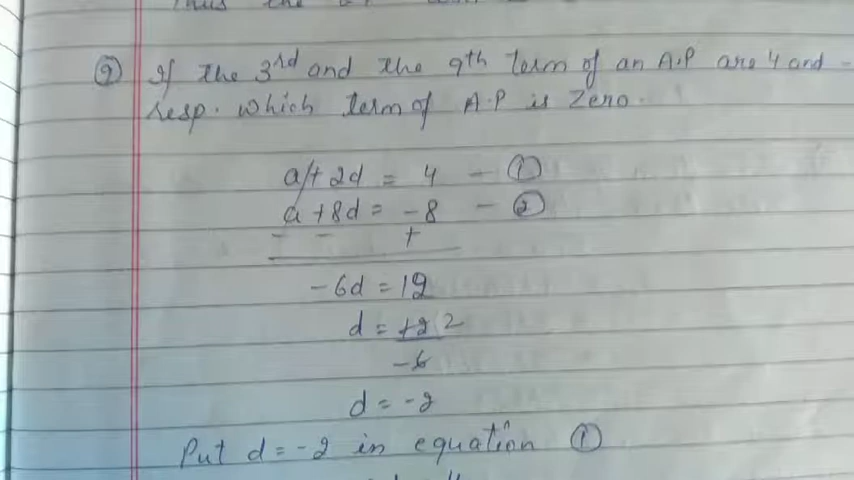 9 If the 3rd and the 9th term of an A.P are 4 and -
resp. which term of A.P is Zero.
a + 2d = 4 - 1
a + 8d = -8 - 2
- - +
-6d = 12
d = 12 2
-6
d = -2
Put d = -2 in equation 1